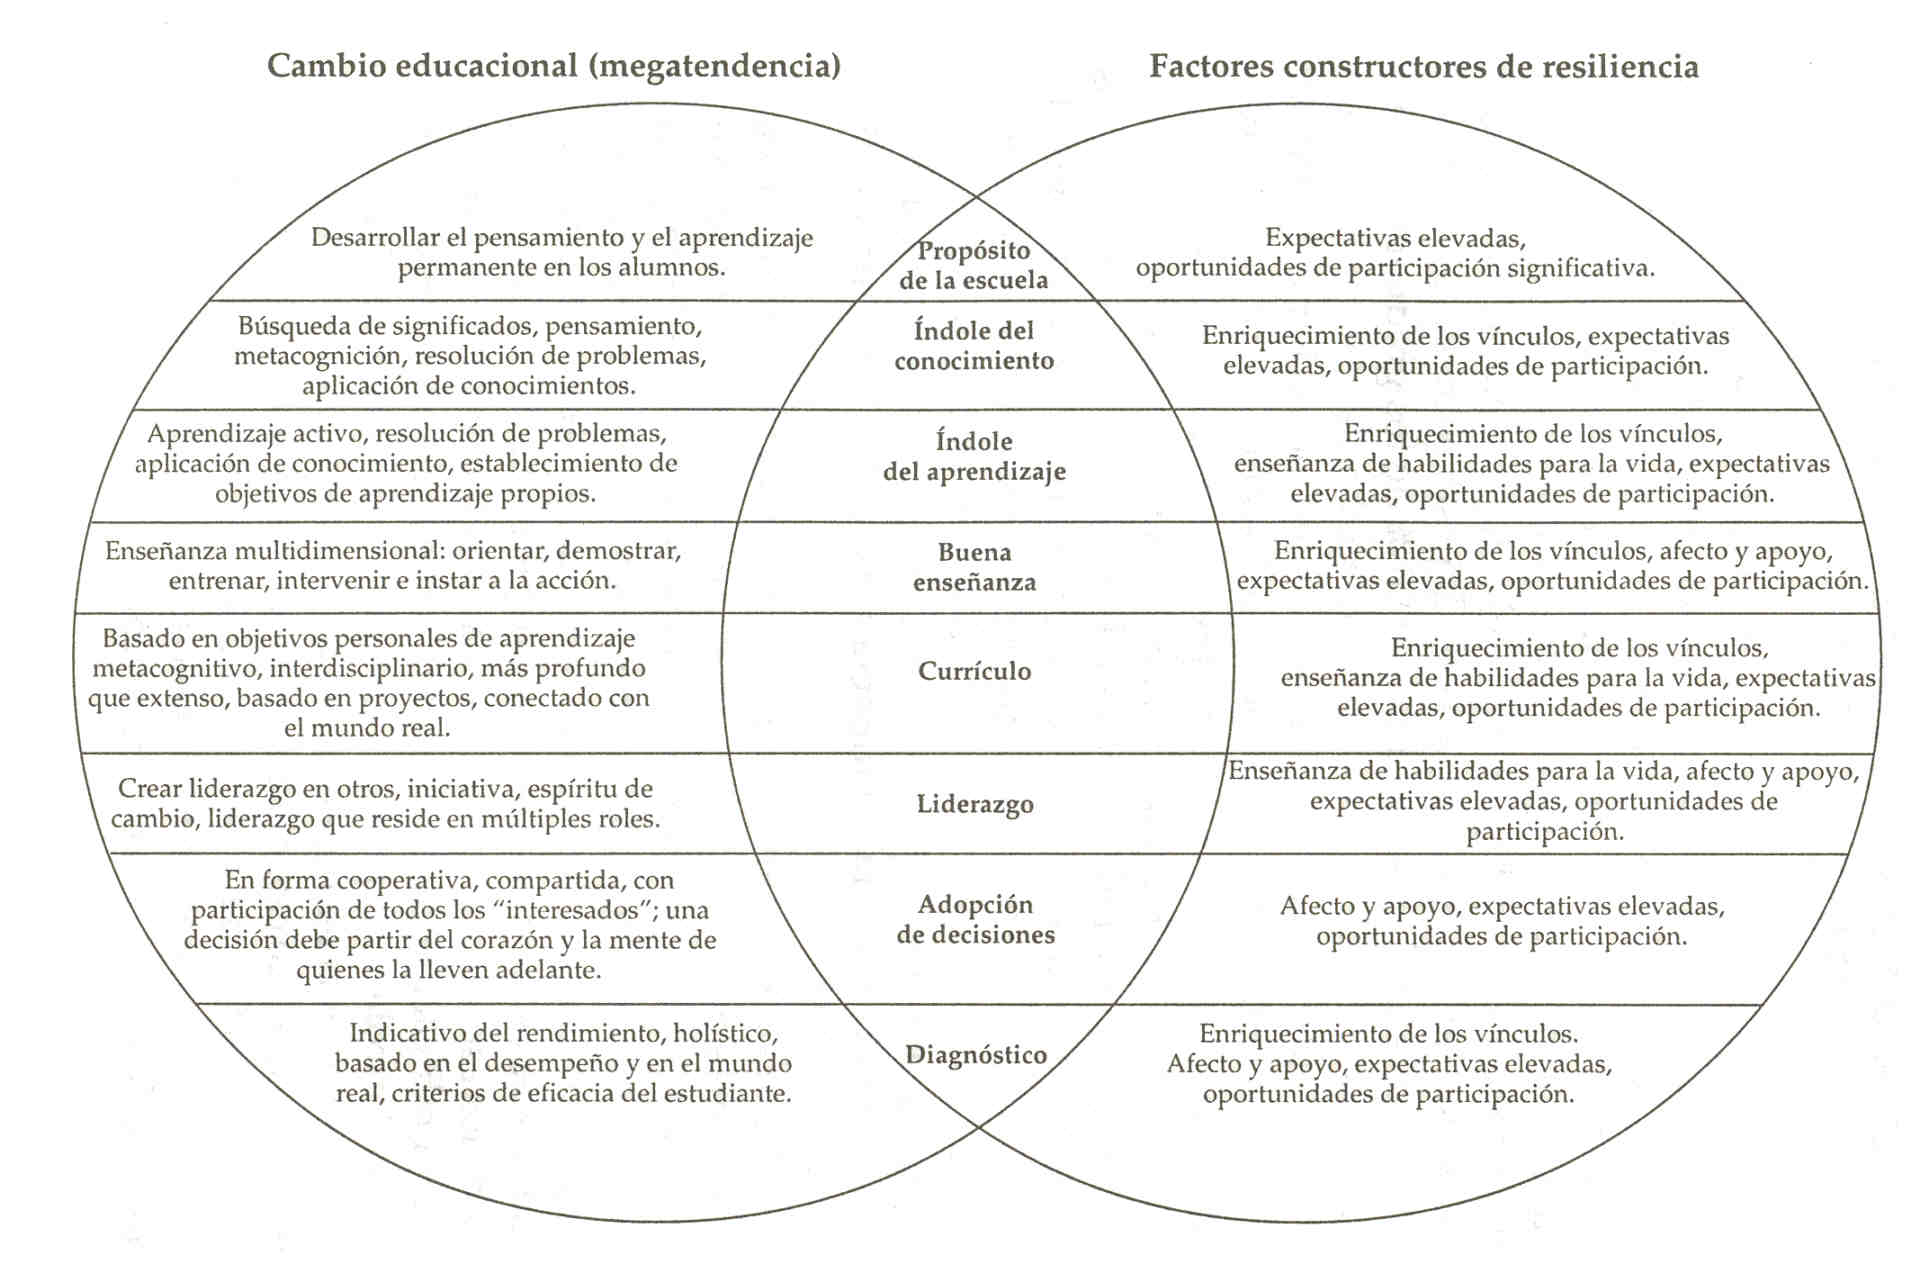 Cambio educacional (megatendencia)
Factores constructores de resiliencia
Desarrollar el pensamiento y el aprendizaje
permanente en los alumnos.
Propósito
de la escuela
Expectativas elevadas,
oportunidades de participación significativa.
Búsqueda de significados, pensamiento,
metacognición, resolución de problemas,
aplicación de conocimientos.
Índole del
conocimiento
Enriquecimiento de los vínculos, expectativas
elevadas, oportunidades de participación.
Aprendizaje activo, resolución de problemas,
aplicación de conocimiento, establecimiento de
objetivos de aprendizaje propios.
Índole
del aprendizaje
Enriquecimiento de los vínculos,
enseñanza de habilidades para la vida, expectativas
elevadas, oportunidades de participación.
Enseñanza multidimensional: orientar, demostrar,
entrenar, intervenir e instar a la acción.
Buena
enseñanza
Enriquecimiento de los vínculos, afecto y apoyo,
expectativas elevadas, oportunidades de participación.
Basado en objetivos personales de aprendizaje
metacognitivo, interdisciplinario, más profundo
que extenso, basado en proyectos, conectado con
el mundo real.
Currículo
Enriquecimiento de los vínculos,
enseñanza de habilidades para la vida, expectativas
elevadas, oportunidades de participación.
Crear liderazgo en otros, iniciativa, espíritu de
cambio, liderazgo que reside en múltiples roles.
Liderazgo
Enseñanza de habilidades para la vida, afecto y apoyo,
expectativas elevadas, oportunidades de
participación.
En forma cooperativa, compartida, con
participación de todos los “interesados”; una
decisión debe partir del corazón y la mente de
quienes la lleven adelante.
Adopción
de decisiones
Afecto y apoyo, expectativas elevadas,
oportunidades de participación.
Indicativo del rendimiento, holístico,
basado en el desempeño y en el mundo
real, criterios de eficacia del estudiante.
Diagnóstico
Enriquecimiento de los vínculos.
Afecto y apoyo, expectativas elevadas,
oportunidades de participación.